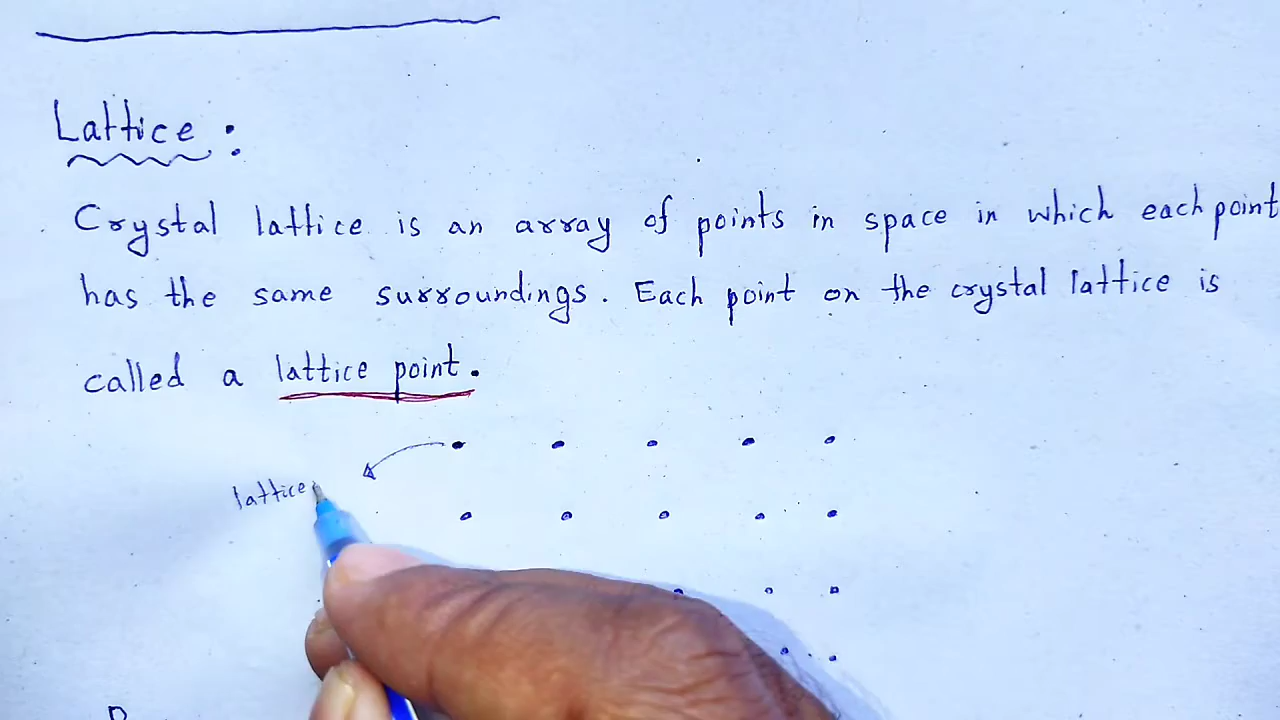 Lattice :
Crystal lattice is an array of points in space in which each point
has the same surroundings. Each point on the crystal lattice is
called a lattice point.
lattice